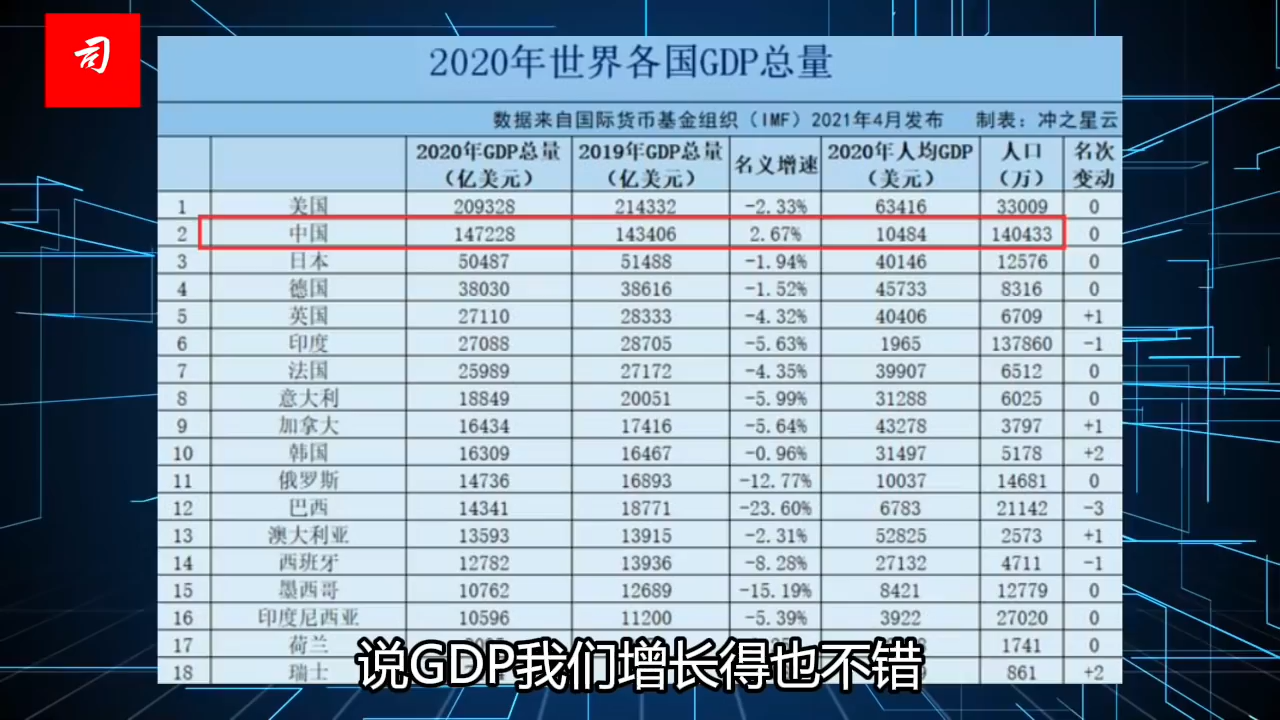 司
2020年世界各国GDP总量
数据来自国际货币基金组织（IMF）2021年4月发布 制表：冲之星云
2020年GDP总量（亿美元） 2019年GDP总量（亿美元） 名义增速 2020年人均GDP（美元） 人口（万） 名次变动
1 美国 209328 214332 -2.33% 63416 33009 0
2 中国 147228 143406 2.67% 10484 140433 0
3 日本 50487 51488 -1.94% 40146 12576 0
4 德国 38030 38616 -1.52% 45733 8316 0
5 英国 27110 28333 -4.32% 40406 6709 +1
6 印度 27088 28705 -5.63% 1965 137860 -1
7 法国 25989 27172 -4.35% 39907 6512 0
8 意大利 18849 20051 -5.99% 31288 6025 0
9 加拿大 16434 17416 -5.64% 43278 3797 +1
10 韩国 16309 16467 -0.96% 31497 5178 +2
11 俄罗斯 14736 16893 -12.77% 10037 14681 0
12 巴西 14341 18771 -23.60% 6783 21142 -3
13 澳大利亚 13593 13915 -2.31% 52825 2573 +1
14 西班牙 12782 13936 -8.28% 27132 4711 -1
15 墨西哥 10762 12689 -15.19% 8421 12779 0
16 印度尼西亚 10596 11200 -5.39% 3922 27020 0
17 荷兰 1741 0
18 瑞士 861 +2
说GDP我们增长得也不错